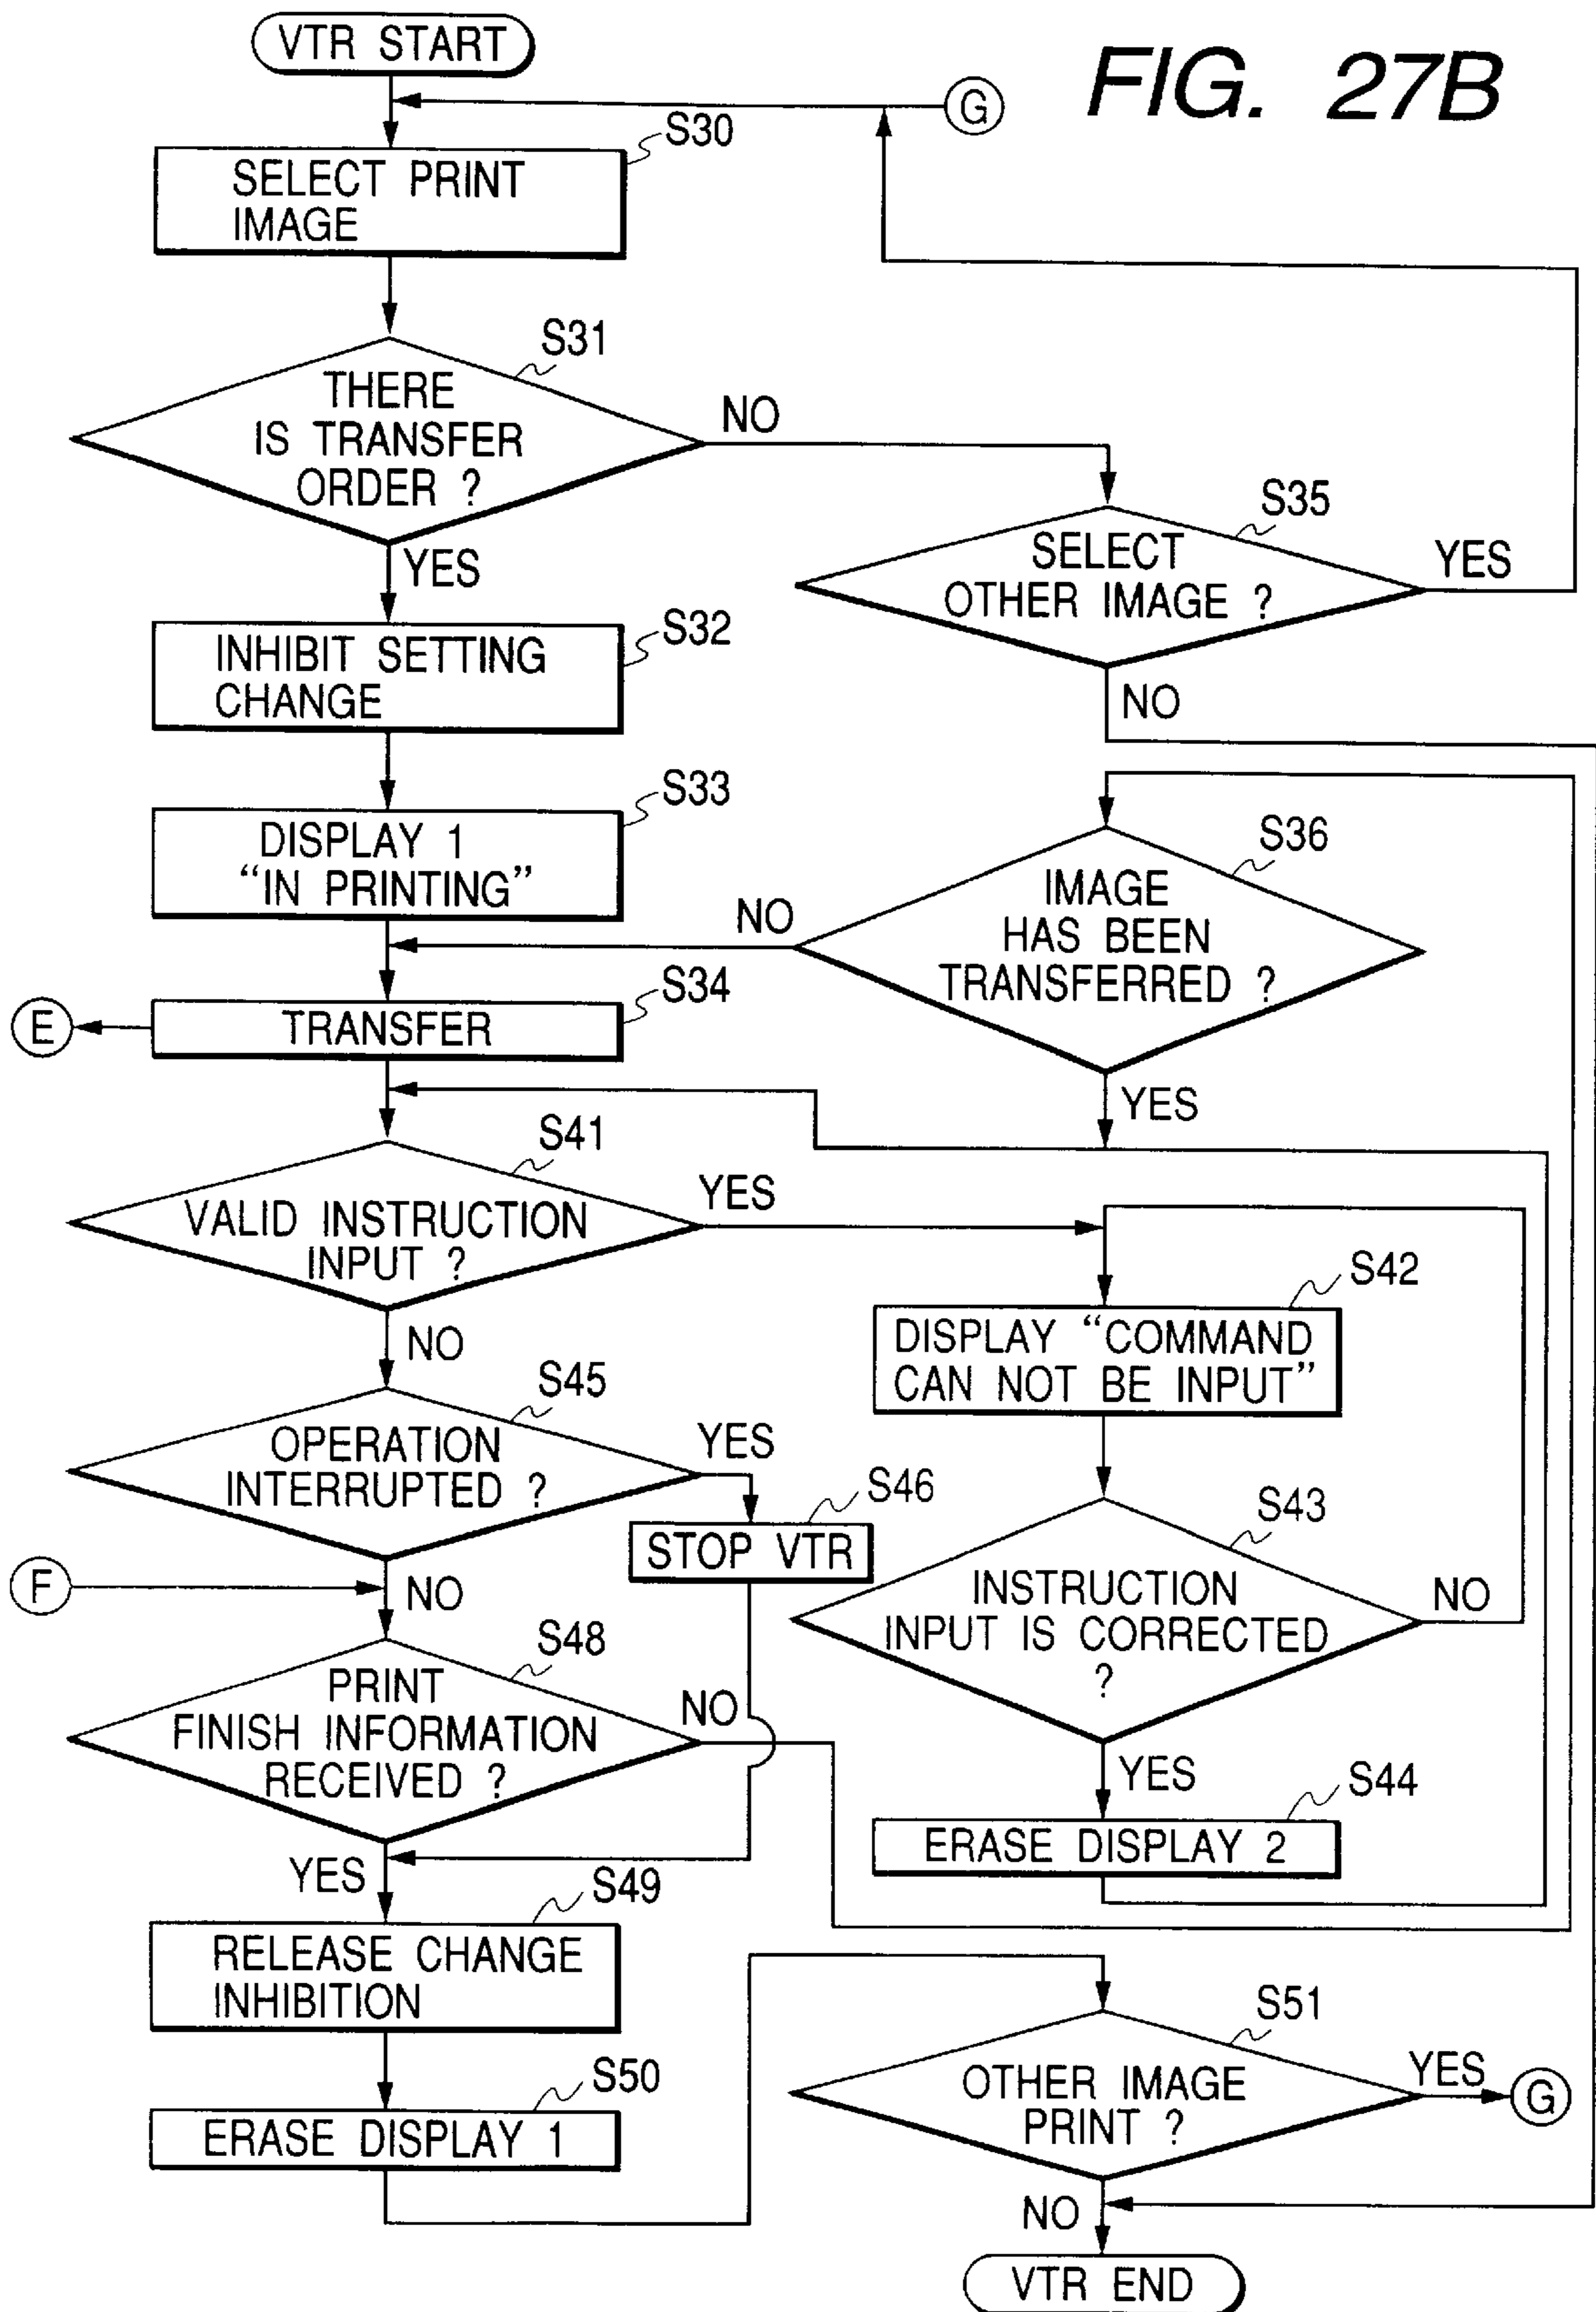 FIG. 27B
VTR START
G
S30
SELECT PRINT
IMAGE
S31
THERE
IS TRANSFER
ORDER ?
NO
YES
S35
SELECT
OTHER IMAGE ?
YES
NO
S32
INHIBIT SETTING
CHANGE
S33
DISPLAY 1
“IN PRINTING”
S36
IMAGE
HAS BEEN
TRANSFERRED ?
NO
YES
S34
TRANSFER
E
S41
VALID INSTRUCTION
INPUT ?
YES
NO
S42
DISPLAY “COMMAND
CAN NOT BE INPUT”
S45
OPERATION
INTERRUPTED ?
YES
NO
S46
STOP VTR
S43
INSTRUCTION
INPUT IS CORRECTED
?
NO
YES
F
S48
PRINT
FINISH INFORMATION
RECEIVED ?
NO
YES
S44
ERASE DISPLAY 2
S49
RELEASE CHANGE
INHIBITION
S50
ERASE DISPLAY 1
S51
OTHER IMAGE
PRINT ?
YES
G
NO
VTR END